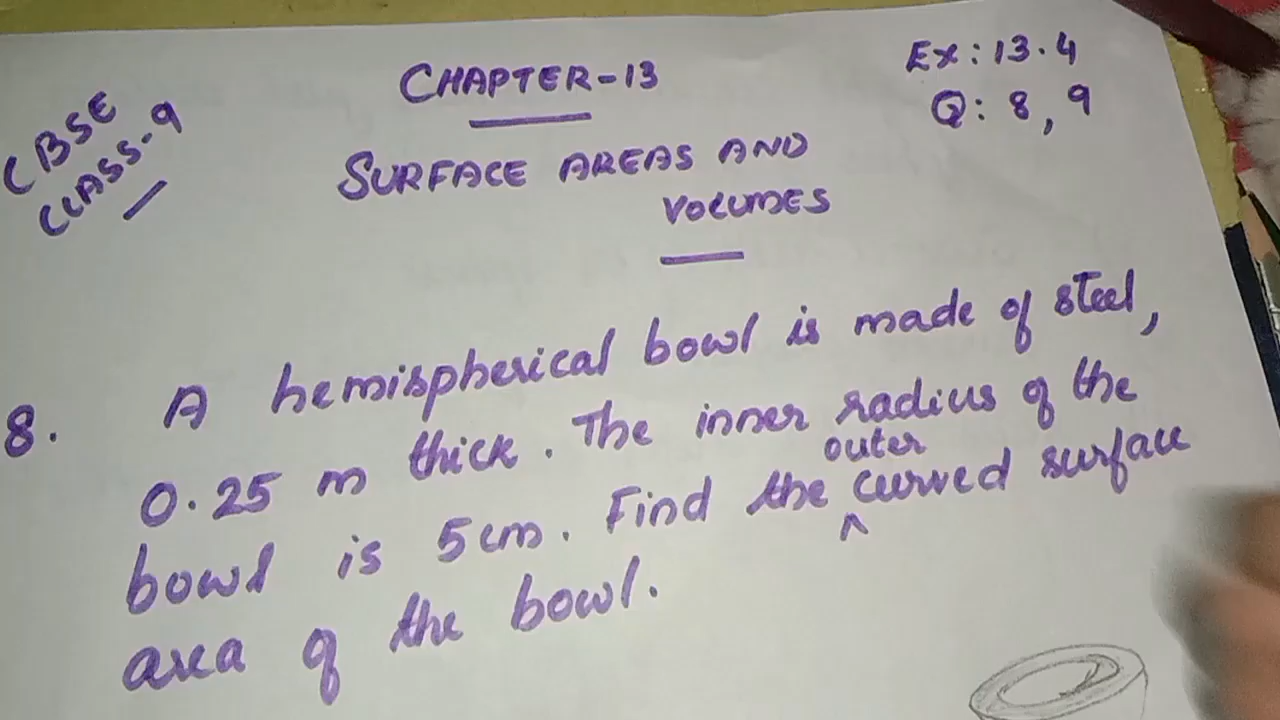 CBSE
CLASS-9
CHAPTER-13
Ex: 13.4
Q: 8, 9
SURFACE AREAS AND
VOLUMES
8. A hemispherical bowl is made of steel,
0.25 m thick. The inner radius of the
outer
bowl is 5cm. Find the ^ curved surface
area of the bowl.